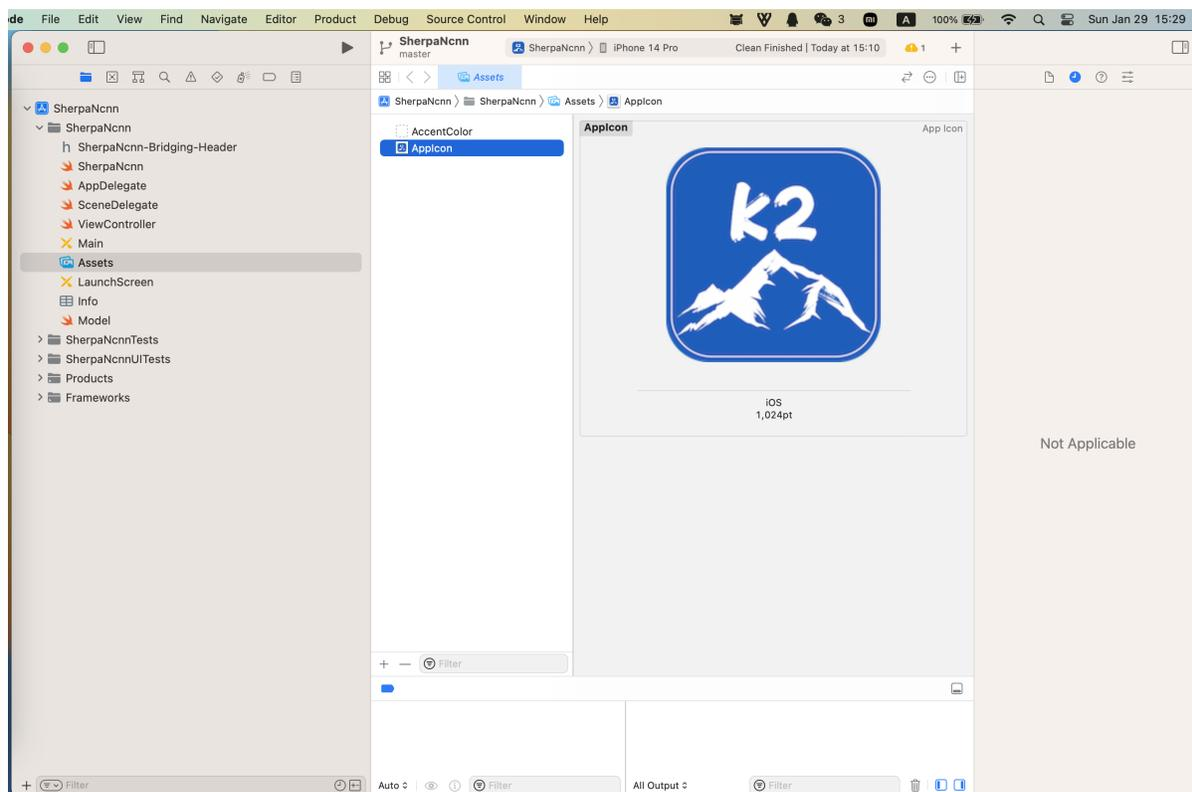 de File Edit View Find Navigate Editor Product Debug Source Control Window Help 3 mi A 100% Sun Jan 29 15:29
SherpaNcnn
master
SherpaNcnn 〉 iPhone 14 Pro Clean Finished | Today at 15:10 1
Assets
SherpaNcnn 〉 SherpaNcnn 〉 Assets 〉 AppIcon
SherpaNcnn
SherpaNcnn
h SherpaNcnn-Bridging-Header
SherpaNcnn
AppDelegate
SceneDelegate
ViewController
Main
Assets
LaunchScreen
Info
Model
SherpaNcnnTests
SherpaNcnnUITests
Products
Frameworks
AccentColor
AppIcon
AppIcon App Icon
k2
iOS
1,024pt
Not Applicable
Filter
Filter
Auto Filter
All Output Filter